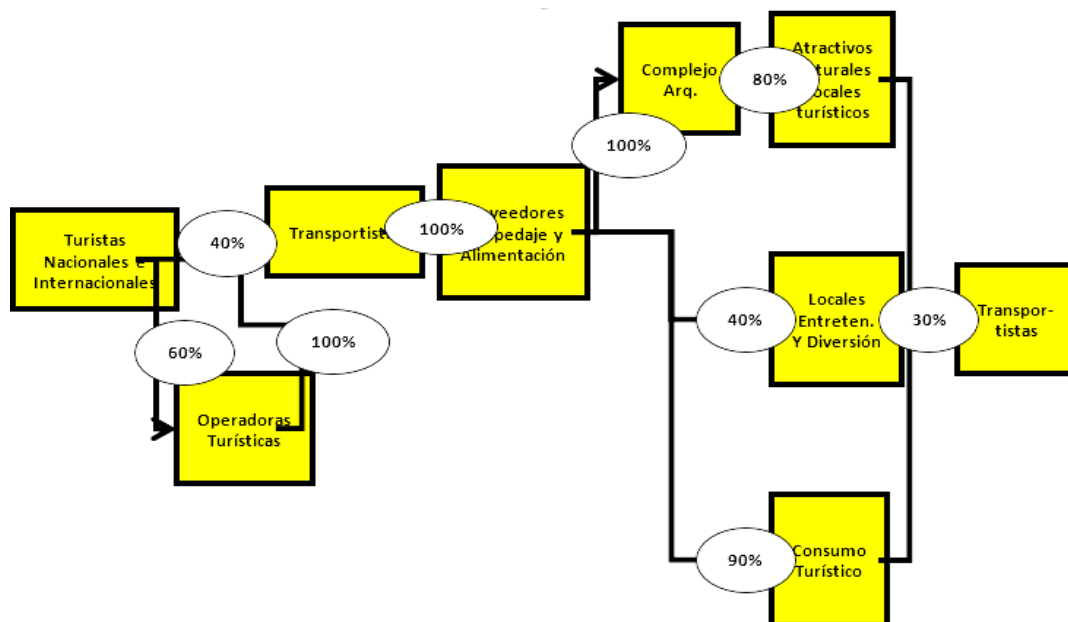 Turistas
Nacionales e
Internacionales
40%
60%
Operadoras
Turísticas
100%
100%
y
Alimentación
100%
Complejo
Arq.
80%
Atractivos
turísticos
40%
Locales
Entreten.
Y Diversión
30%
Transpor-
tistas
90%
Consumo
Turístico